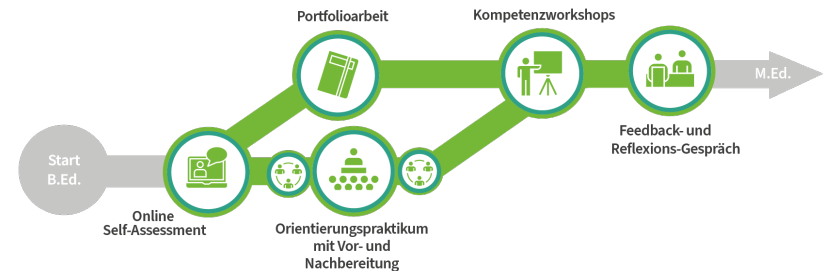 Portfolioarbeit
Kompetenzworkshops
M.Ed.
Feedback- und
Reflexions-Gespräch
Start
B.Ed.
Online
Self-Assessment
Orientierungspraktikum
mit Vor- und
Nachbereitung